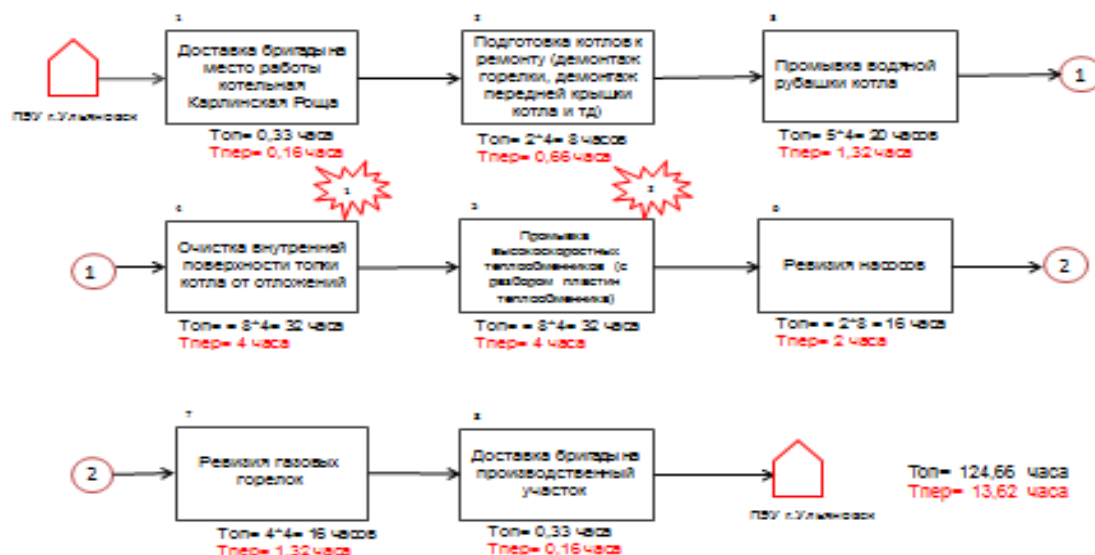 1
Доставка бригады на
место работы
котельная
Карлинская Роща
Топ= 0,33 часа
Тпер= 0,16 часа
2
Подготовка котлов к
ремонту (демонтаж
горелки, демонтаж
передней крышки
котла и тд)
Топ= 2*4= 8 часов
Тпер= 0,66 часа
3
Промывка водяной
рубашки котла
Топ= 5*4= 20 часов
Тпер= 1,32 часа
1
ПЭУ г.Ульяновск
1
Очистка внутренней
поверхности топки
котла от отложений
Топ= = 8*4= 32 часа
Тпер= 4 часа
1
Промывка
высокоскоростных
теплообменников (с
разбором пластин
теплообменника)
Топ= = 8*4= 32 часа
Тпер= 4 часа
2
Ревизия насосов
Топ= = 2*8 = 16 часа
Тпер= 2 часа
2
2
7
Ревизия газовых
горелок
Топ= 4*4= 16 часов
Тпер= 1,32 часа
8
Доставка бригады на
производственный
участок
Топ= 0,33 часа
Тпер= 0,16 часа
ПЭУ г.Ульяновск
Топ= 124,66 часа
Тпер= 13,62 часа